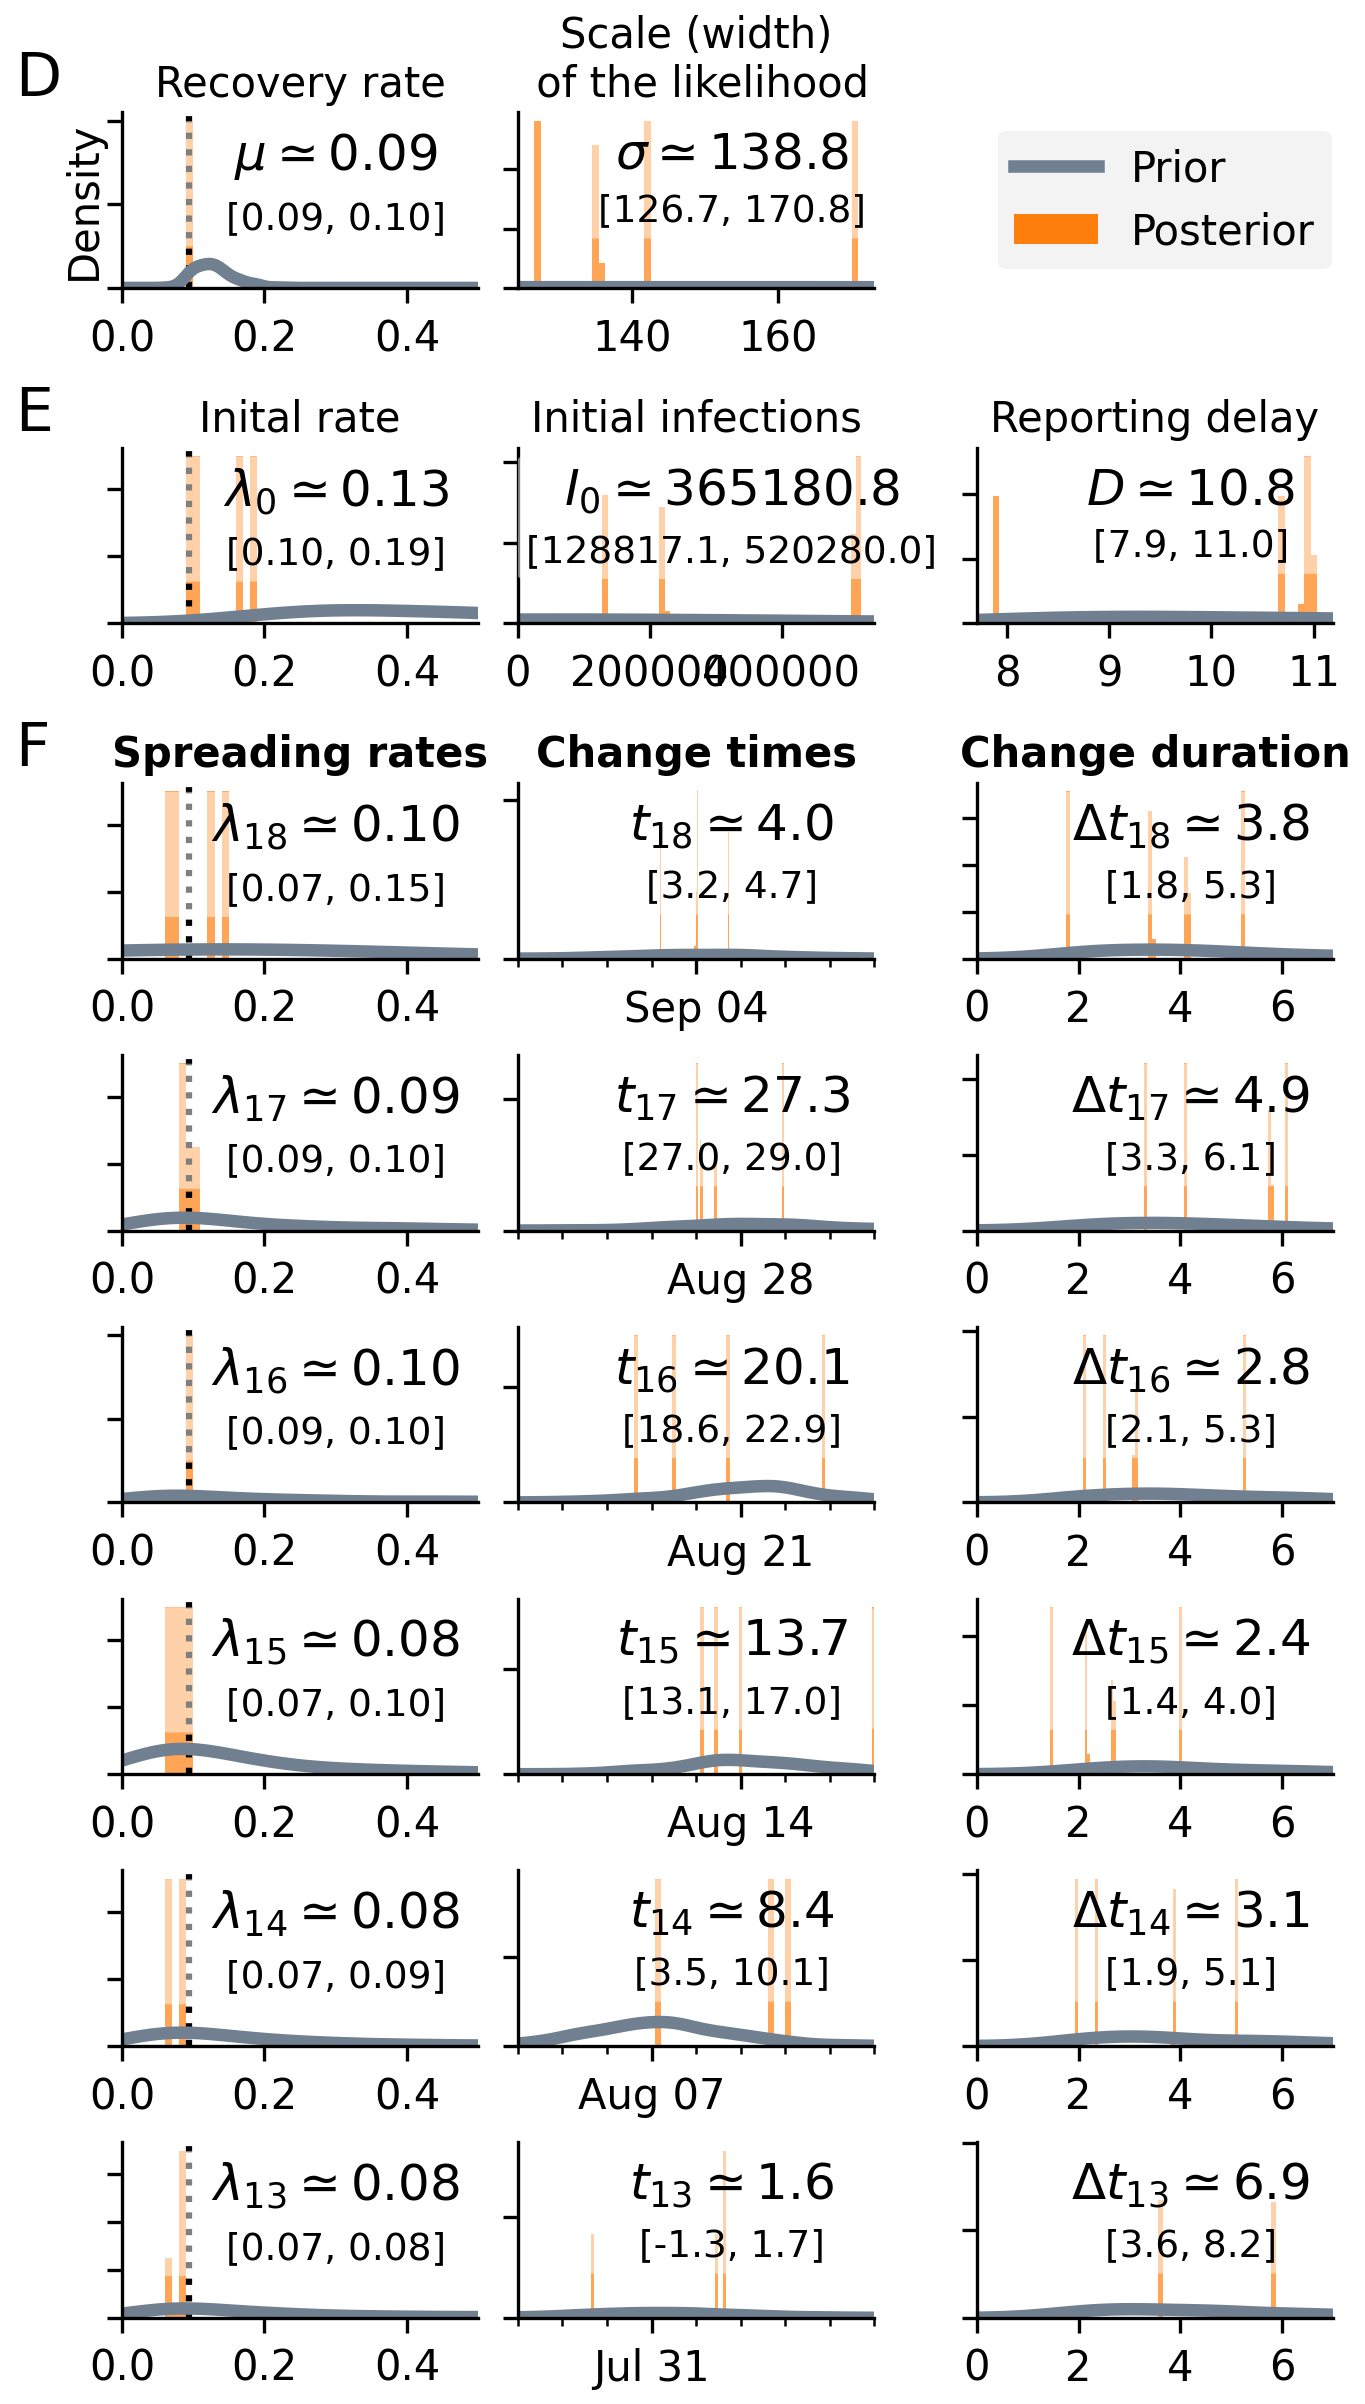 D
Recovery rate
Scale (width)
of the likelihood
Density
μ ≃ 0.09
[0.09, 0.10]
σ ≃ 138.8
[126.7, 170.8]
Prior
Posterior
0.0 0.2 0.4
140 160
E
Inital rate
Initial infections
Reporting delay
λ0 ≃ 0.13
[0.10, 0.19]
I0 ≃ 365180.8
[128817.1, 520280.0]
D ≃ 10.8
[7.9, 11.0]
0.0 0.2 0.4
0 200000 400000
8 9 10 11
F
Spreading rates
Change times
Change duration
λ18 ≃ 0.10
[0.07, 0.15]
t18 ≃ 4.0
[3.2, 4.7]
Δt18 ≃ 3.8
[1.8, 5.3]
0.0 0.2 0.4
Sep 04
0 2 4 6
λ17 ≃ 0.09
[0.09, 0.10]
t17 ≃ 27.3
[27.0, 29.0]
Δt17 ≃ 4.9
[3.3, 6.1]
0.0 0.2 0.4
Aug 28
0 2 4 6
λ16 ≃ 0.10
[0.09, 0.10]
t16 ≃ 20.1
[18.6, 22.9]
Δt16 ≃ 2.8
[2.1, 5.3]
0.0 0.2 0.4
Aug 21
0 2 4 6
λ15 ≃ 0.08
[0.07, 0.10]
t15 ≃ 13.7
[13.1, 17.0]
Δt15 ≃ 2.4
[1.4, 4.0]
0.0 0.2 0.4
Aug 14
0 2 4 6
λ14 ≃ 0.08
[0.07, 0.09]
t14 ≃ 8.4
[3.5, 10.1]
Δt14 ≃ 3.1
[1.9, 5.1]
0.0 0.2 0.4
Aug 07
0 2 4 6
λ13 ≃ 0.08
[0.07, 0.08]
t13 ≃ 1.6
[-1.3, 1.7]
Δt13 ≃ 6.9
[3.6, 8.2]
0.0 0.2 0.4
Jul 31
0 2 4 6